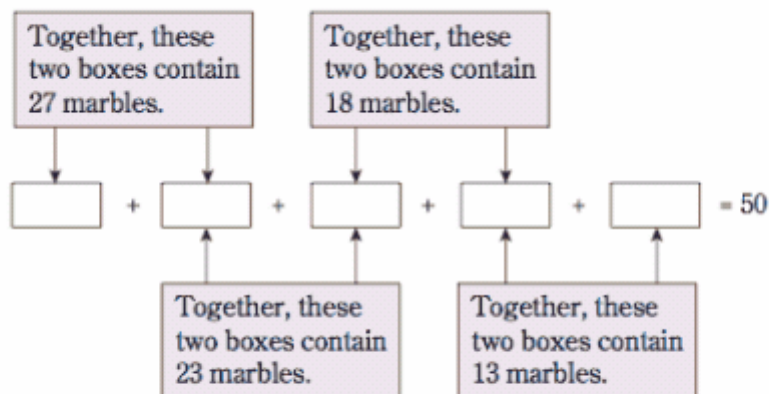 Together, these
two boxes contain
27 marbles.
Together, these
two boxes contain
18 marbles.
+ + + + = 50
Together, these
two boxes contain
23 marbles.
Together, these
two boxes contain
13 marbles.